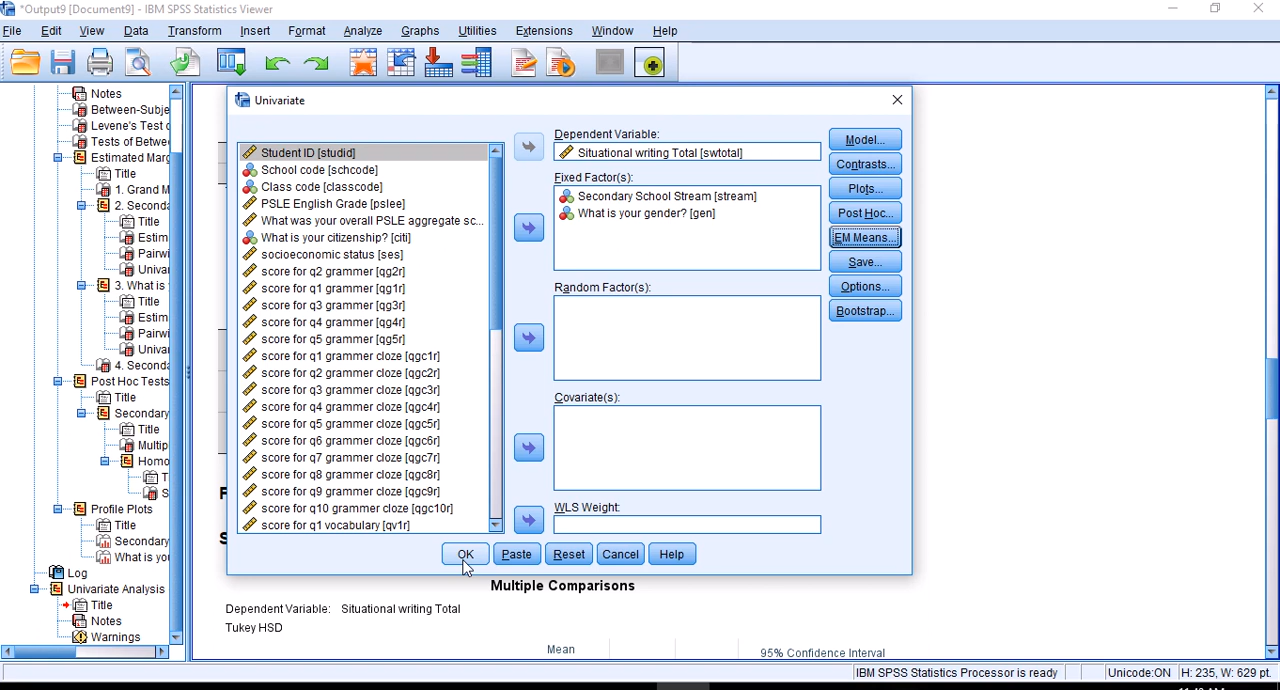 *Output9 [Document9] - IBM SPSS Statistics Viewer
File Edit View Data Transform Insert Format Analyze Graphs Utilities Extensions Window Help
Notes
Between-Subje
Levene's Test o
Tests of Betwe
Estimated Marg
Title
1. Grand M
2. Seconda
Title
Estim
Pairwi
Univa
3. What is
Title
Estim
Pairwi
Univa
4. Seconda
Post Hoc Tests
Title
Secondary
Title
Multip
Homo
T
S
Profile Plots
Title
Secondary
What is yo
Log
Univariate Analysis
Title
Notes
Warnings
Univariate
Student ID [studid]
School code [schcode]
Class code [classcode]
PSLE English Grade [pslee]
What was your overall PSLE aggregate sc...
What is your citizenship? [citi]
socioeconomic status [ses]
score for q2 grammer [qg2r]
score for q1 grammer [qg1r]
score for q3 grammer [qg3r]
score for q4 grammer [qg4r]
score for q5 grammer [qg5r]
score for q1 grammer cloze [qgc1r]
score for q2 grammer cloze [qgc2r]
score for q3 grammer cloze [qgc3r]
score for q4 grammer cloze [qgc4r]
score for q5 grammer cloze [qgc5r]
score for q6 grammer cloze [qgc6r]
score for q7 grammer cloze [qgc7r]
score for q8 grammer cloze [qgc8r]
score for q9 grammer cloze [qgc9r]
score for q10 grammer cloze [qgc10r]
score for q1 vocabulary [qv1r]
Dependent Variable:
Situational writing Total [swtotal]
Fixed Factor(s):
Secondary School Stream [stream]
What is your gender? [gen]
Random Factor(s):
Covariate(s):
WLS Weight:
Model...
Contrasts...
Plots...
Post Hoc...
EM Means...
Save...
Options...
Bootstrap...
OK Paste Reset Cancel Help
Multiple Comparisons
Dependent Variable: Situational writing Total
Tukey HSD
Mean 95% Confidence Interval
IBM SPSS Statistics Processor is ready Unicode:ON H: 235, W: 629 pt.